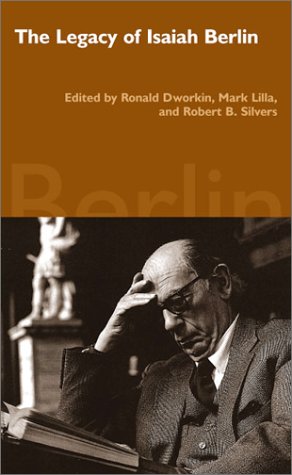 The Legacy of Isaiah Berlin
Edited by Ronald Dworkin, Mark Lilla,
and Robert B. Silvers
Berlin